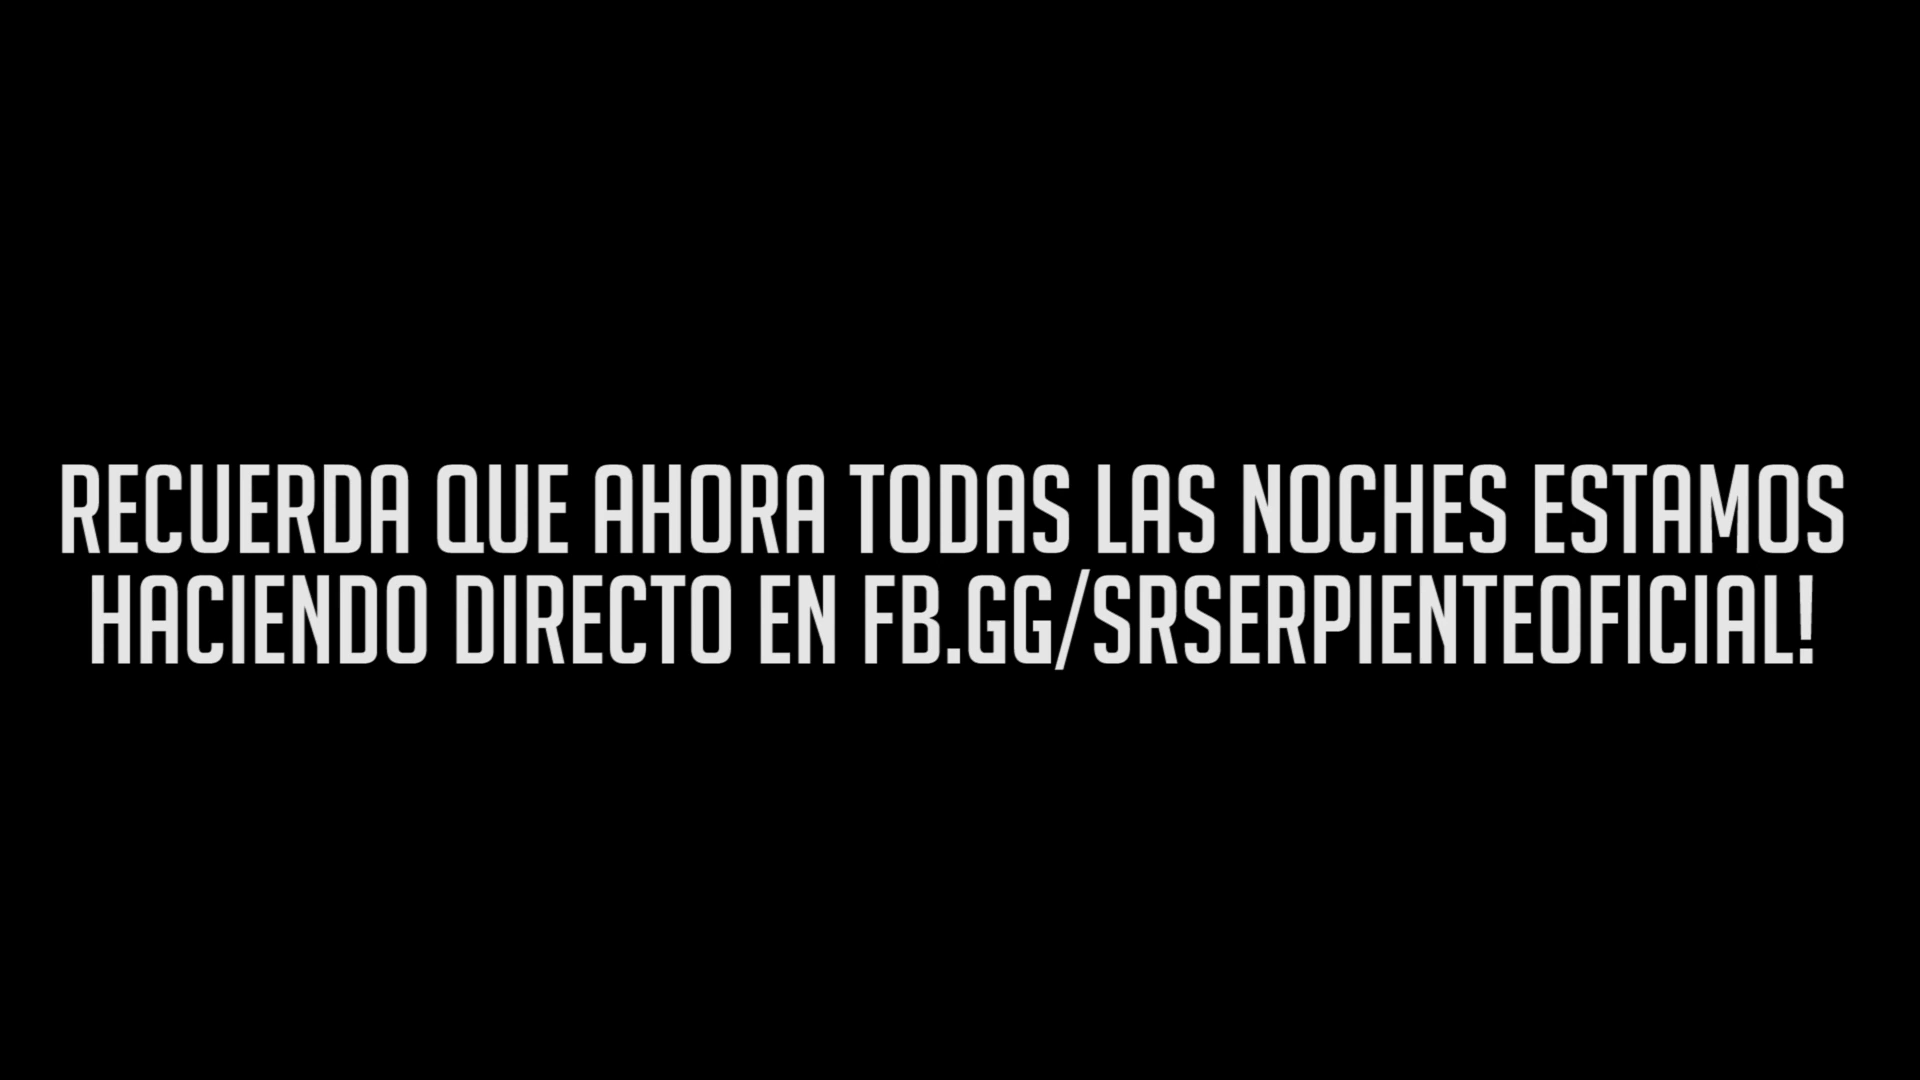 RECUERDA QUE AHORA TODAS LAS NOCHES ESTAMOS
HACIENDO DIRECTO EN FB.GG/SRSERPIENTEOFICIAL!